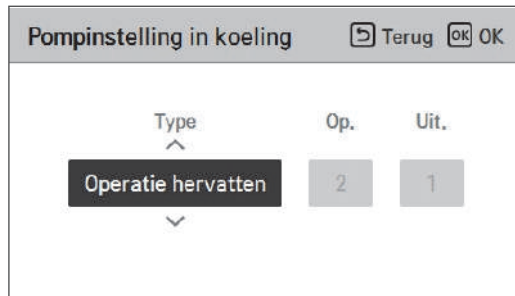 Pompinstelling in koeling Terug OK OK
Type Op. Uit.
Operatie hervatten 2 1